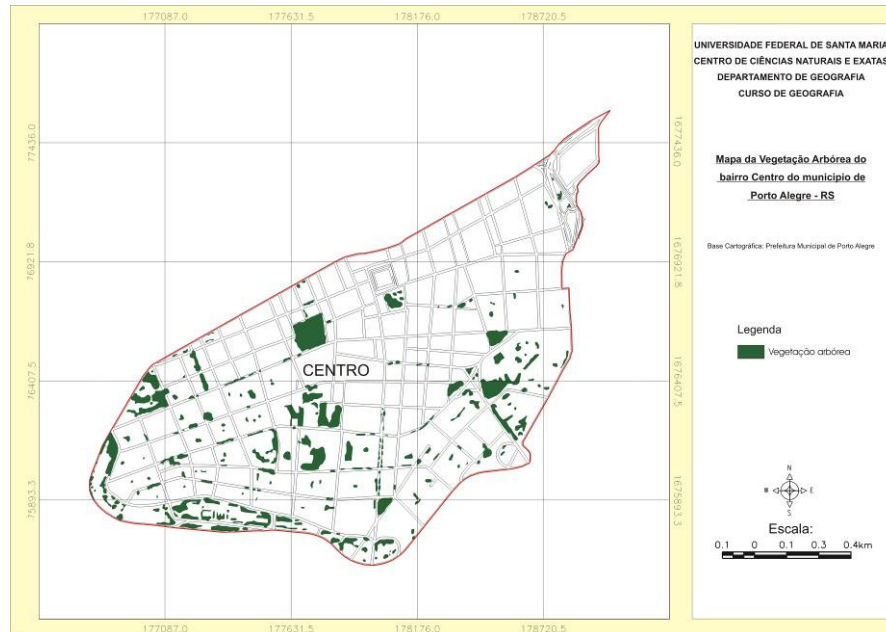 177087.0 177631.5 178176.0 178720.5
77436.0
76921.8
76407.5
75893.3
CENTRO
1677436.0
1676921.8
1676407.5
1675893.3
177087.0 177631.5 178176.0 178720.5
UNIVERSIDADE FEDERAL DE SANTA MARIA
CENTRO DE CIÊNCIAS NATURAIS E EXATAS
DEPARTAMENTO DE GEOGRAFIA
CURSO DE GEOGRAFIA
Mapa da Vegetação Arbórea do
bairro Centro do municipio de
Porto Alegre - RS
Base Cartográfica: Prefeitura Municipal de Porto Alegre
Legenda
Vegetação arbórea
N
W E
S
Escala:
0.1 0 0.1 0.3 0.4km